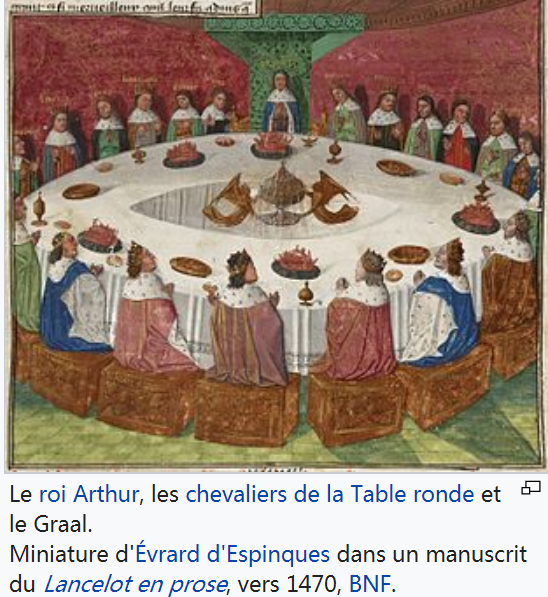 Le roi Arthur, les chevaliers de la Table ronde et
le Graal.
Miniature d'Évrard d'Espinques dans un manuscrit
du Lancelot en prose, vers 1470, BNF.